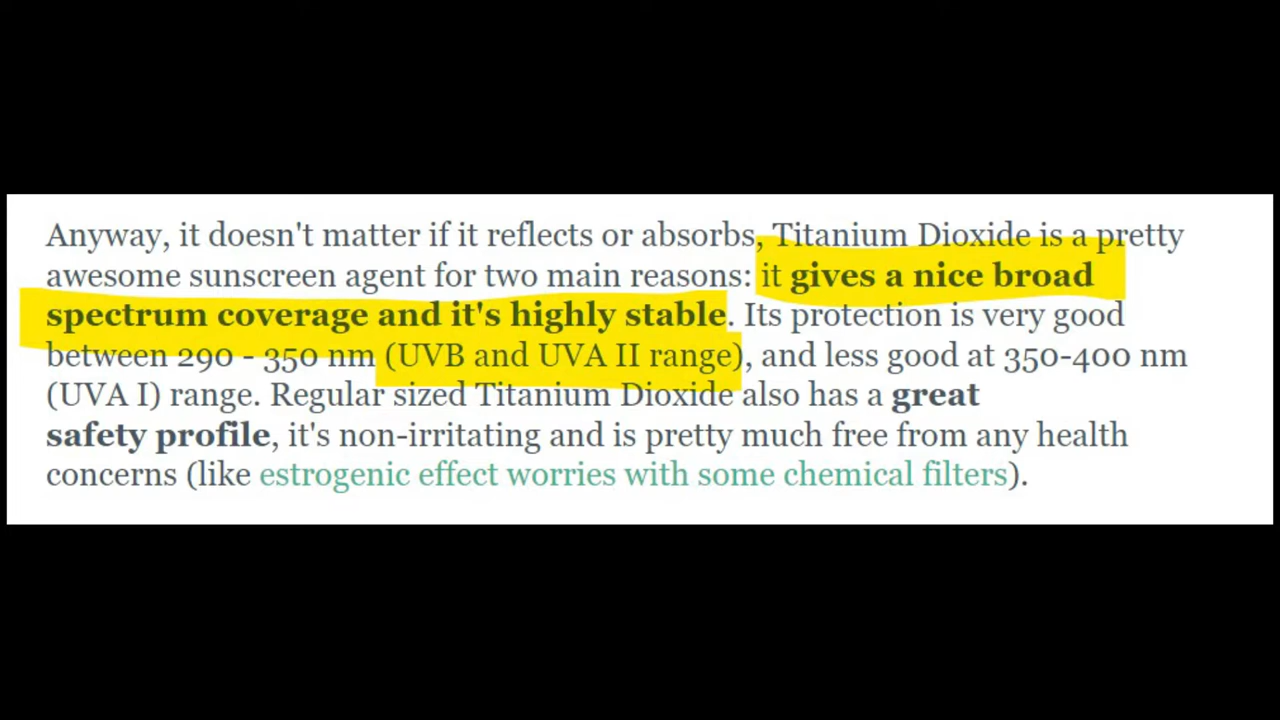 Anyway, it doesn't matter if it reflects or absorbs, Titanium Dioxide is a pretty
awesome sunscreen agent for two main reasons: it gives a nice broad
spectrum coverage and it's highly stable. Its protection is very good
between 290 - 350 nm (UVB and UVA II range), and less good at 350-400 nm
(UVA I) range. Regular sized Titanium Dioxide also has a great
safety profile, it's non-irritating and is pretty much free from any health
concerns (like estrogenic effect worries with some chemical filters).